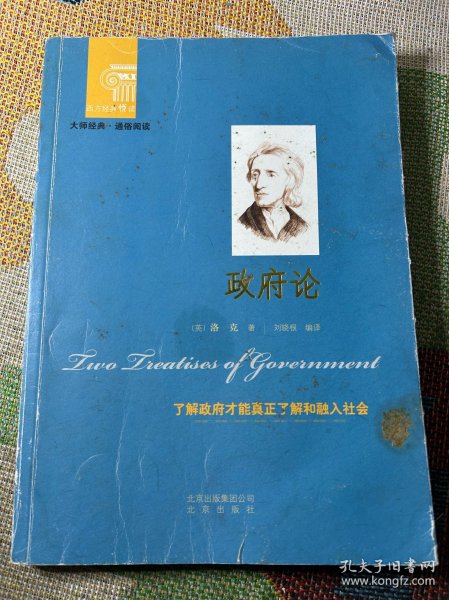 西方经典悦读
大师经典·通俗阅读
政府论
(英) 洛 克 著 | 刘晓根 编译
Two Treatises of Government
了解政府才能真正了解和融入社会
北京出版集团公司
北京出版社
孔夫子旧书网
www.kongfz.com